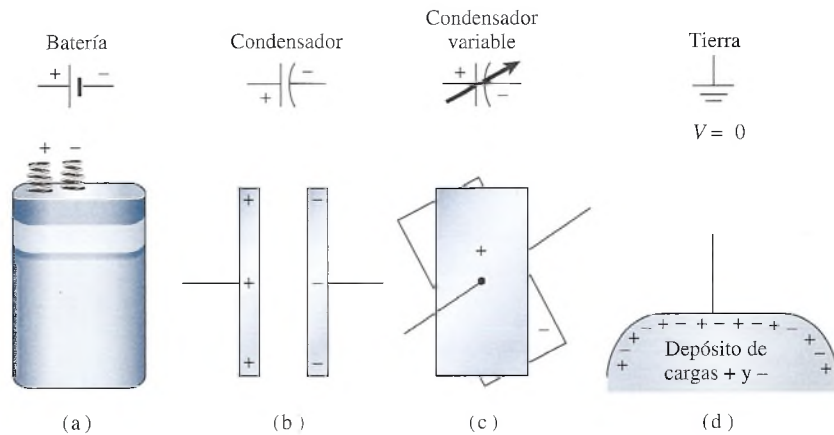 Batería
Condensador
Condensador
variable
Tierra
+ −
+ −
+ −
V = 0
+ −
+ −
+ −
+
−
− + − + − + − + − + −
+ +
− −
+ +
Depósito de
cargas + y −
(a)
(b)
(c)
(d)